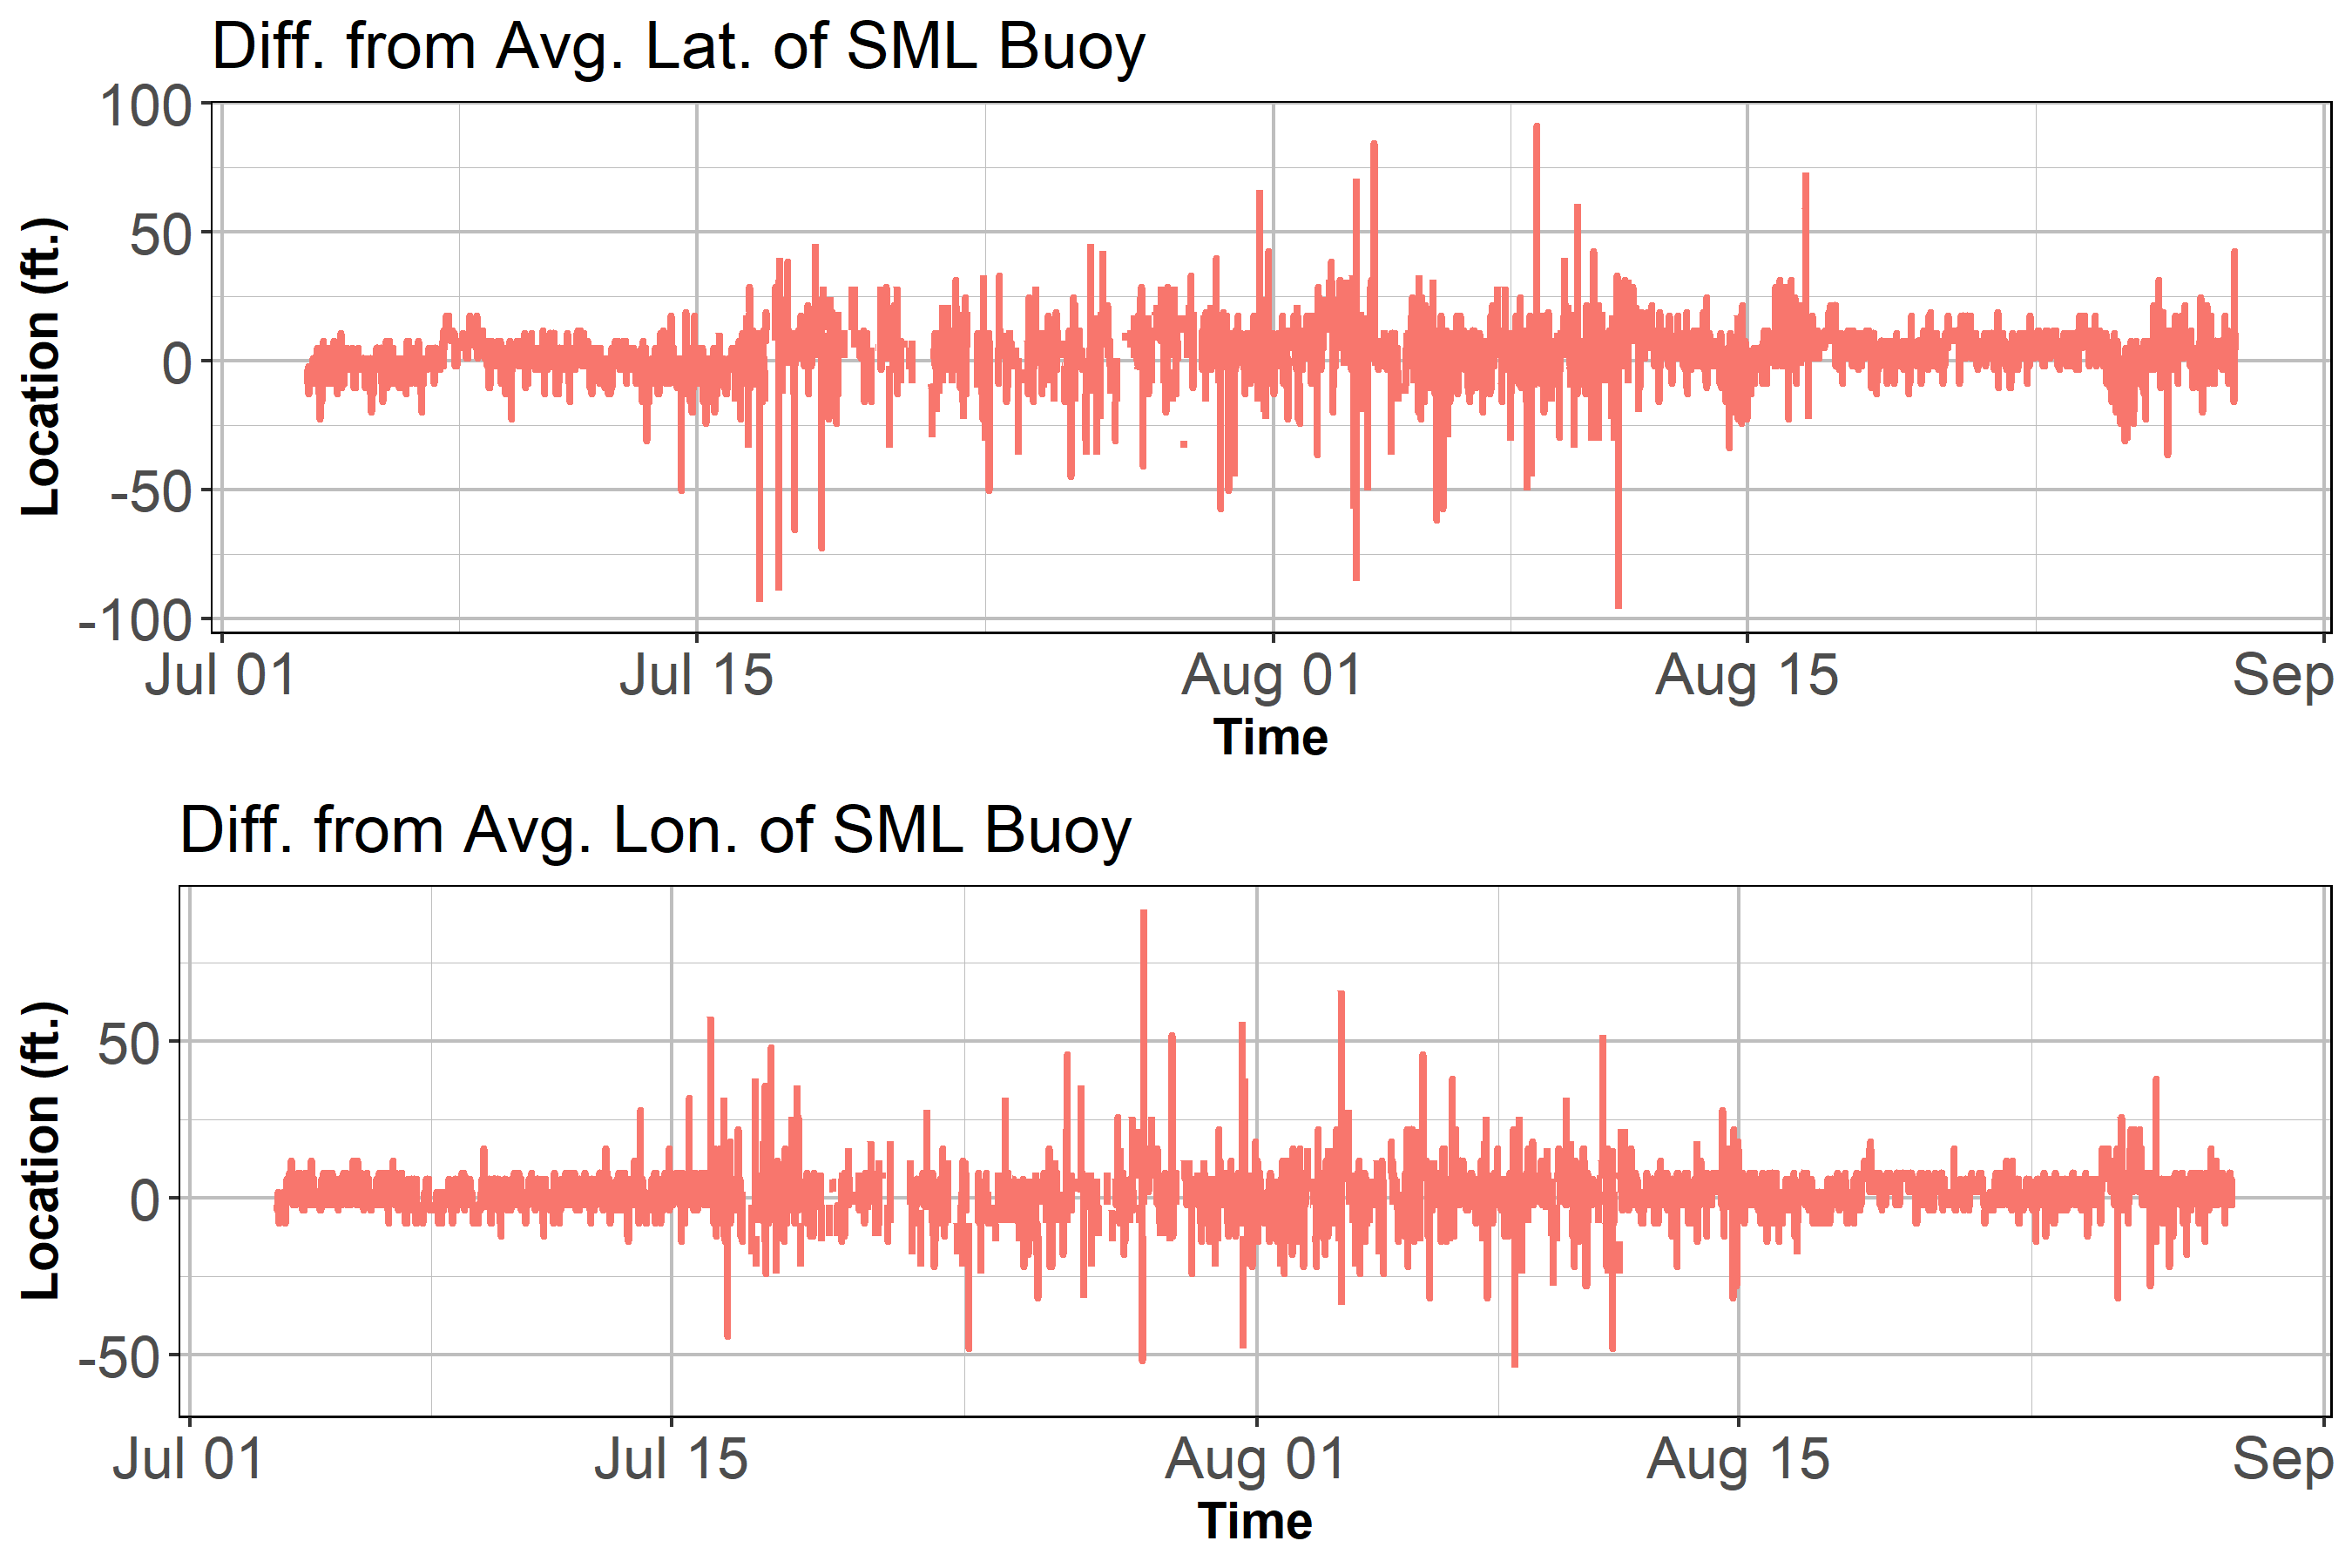 Diff. from Avg. Lat. of SML Buoy
100
50
0
-50
-100
Location (ft.)
Jul 01 Jul 15 Aug 01 Aug 15 Sep
Time
Diff. from Avg. Lon. of SML Buoy
50
0
-50
Location (ft.)
Jul 01 Jul 15 Aug 01 Aug 15 Sep
Time